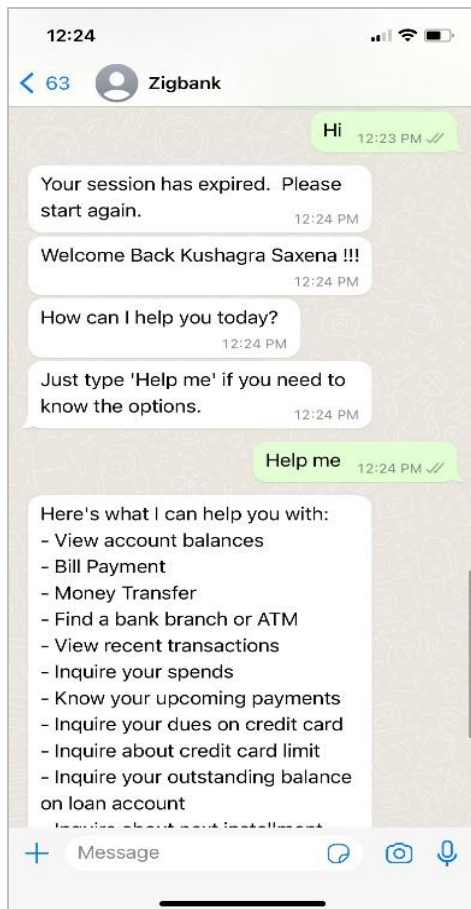 12:24
63
Zigbank
Hi 12:23 PM
Your session has expired. Please
start again.
12:24 PM
Welcome Back Kushagra Saxena !!!
12:24 PM
How can I help you today?
12:24 PM
Just type 'Help me' if you need to
know the options.
12:24 PM
Help me 12:24 PM
Here's what I can help you with:
- View account balances
- Bill Payment
- Money Transfer
- Find a bank branch or ATM
- View recent transactions
- Inquire your spends
- Know your upcoming payments
- Inquire your dues on credit card
- Inquire about credit card limit
- Inquire your outstanding balance
on loan account
- Inquire about next installment
Message